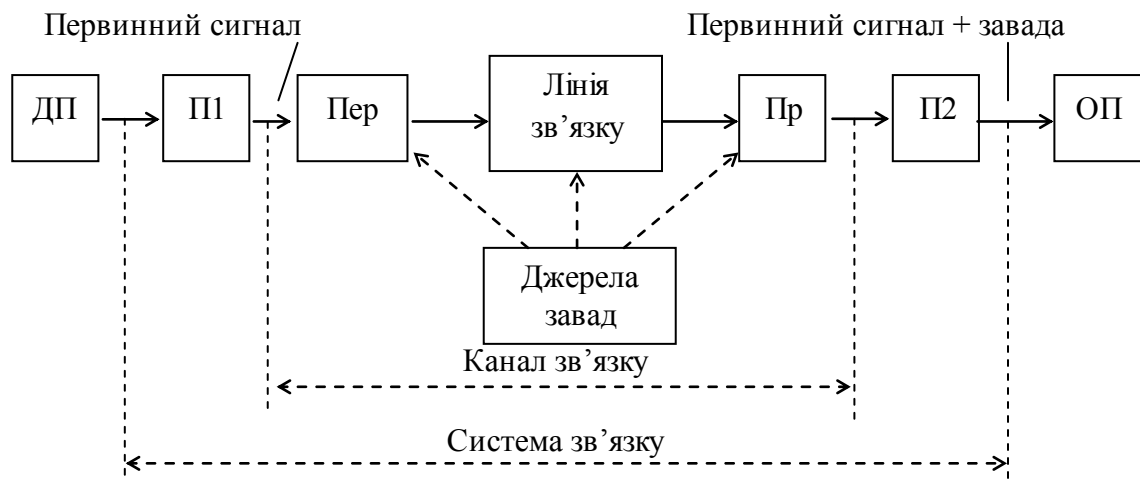 Первинний сигнал
Первинний сигнал + завада
ДП
П1
Пер
Лінія
зв’язку
Пр
П2
ОП
Джерела
завад
Канал зв’язку
Система зв’язку